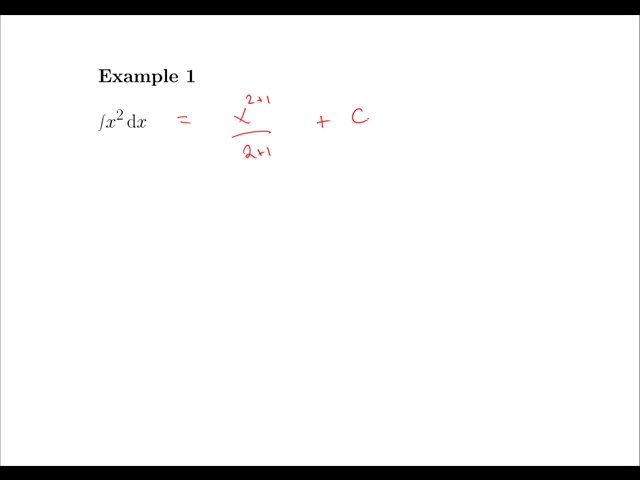 Example 1
∫x² dx = x^(2+1) / (2+1) + C